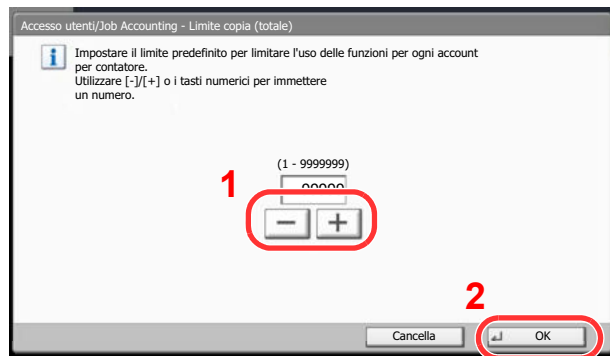 Accesso utenti/Job Accounting - Limite copia (totale)
Impostare il limite predefinito per limitare l'uso delle funzioni per ogni account
per contatore.
Utilizzare [-]/[+] o i tasti numerici per immettere
un numero.
(1 - 9999999)
1
− +
2
Cancella
OK